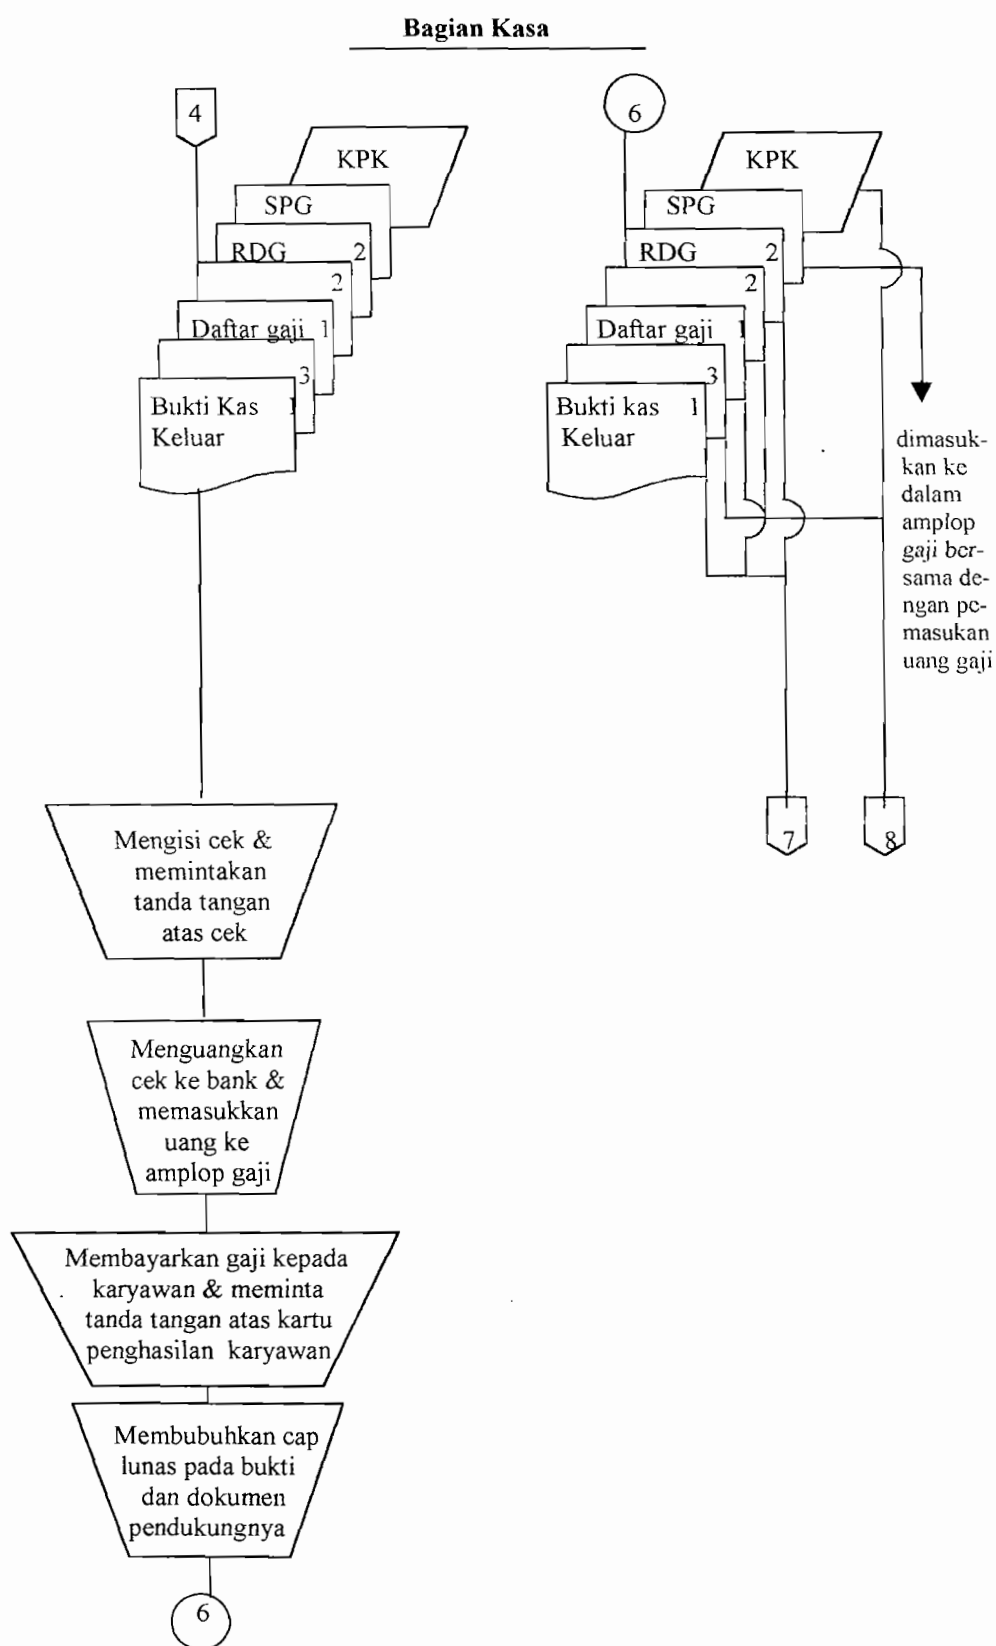 Bagian Kasa
4
KPK
SPG
RDG 2
2
Daftar gaji 1
3
Bukti Kas 1
Keluar
Mengisi cek &
memintakan
tanda tangan
atas cek
Menguangkan
cek ke bank &
memasukkan
uang ke
amplop gaji
Membayarkan gaji kepada
karyawan & meminta
tanda tangan atas kartu
penghasilan karyawan
Membubuhkan cap
lunas pada bukti
dan dokumen
pendukungnya
6
6
KPK
SPG
RDG 2
2
Daftar gaji 1
3
Bukti kas 1
Keluar
dimasuk-
kan ke
dalam
amplop
gaji ber-
sama de-
ngan pe-
masukan
uang gaji
7
8